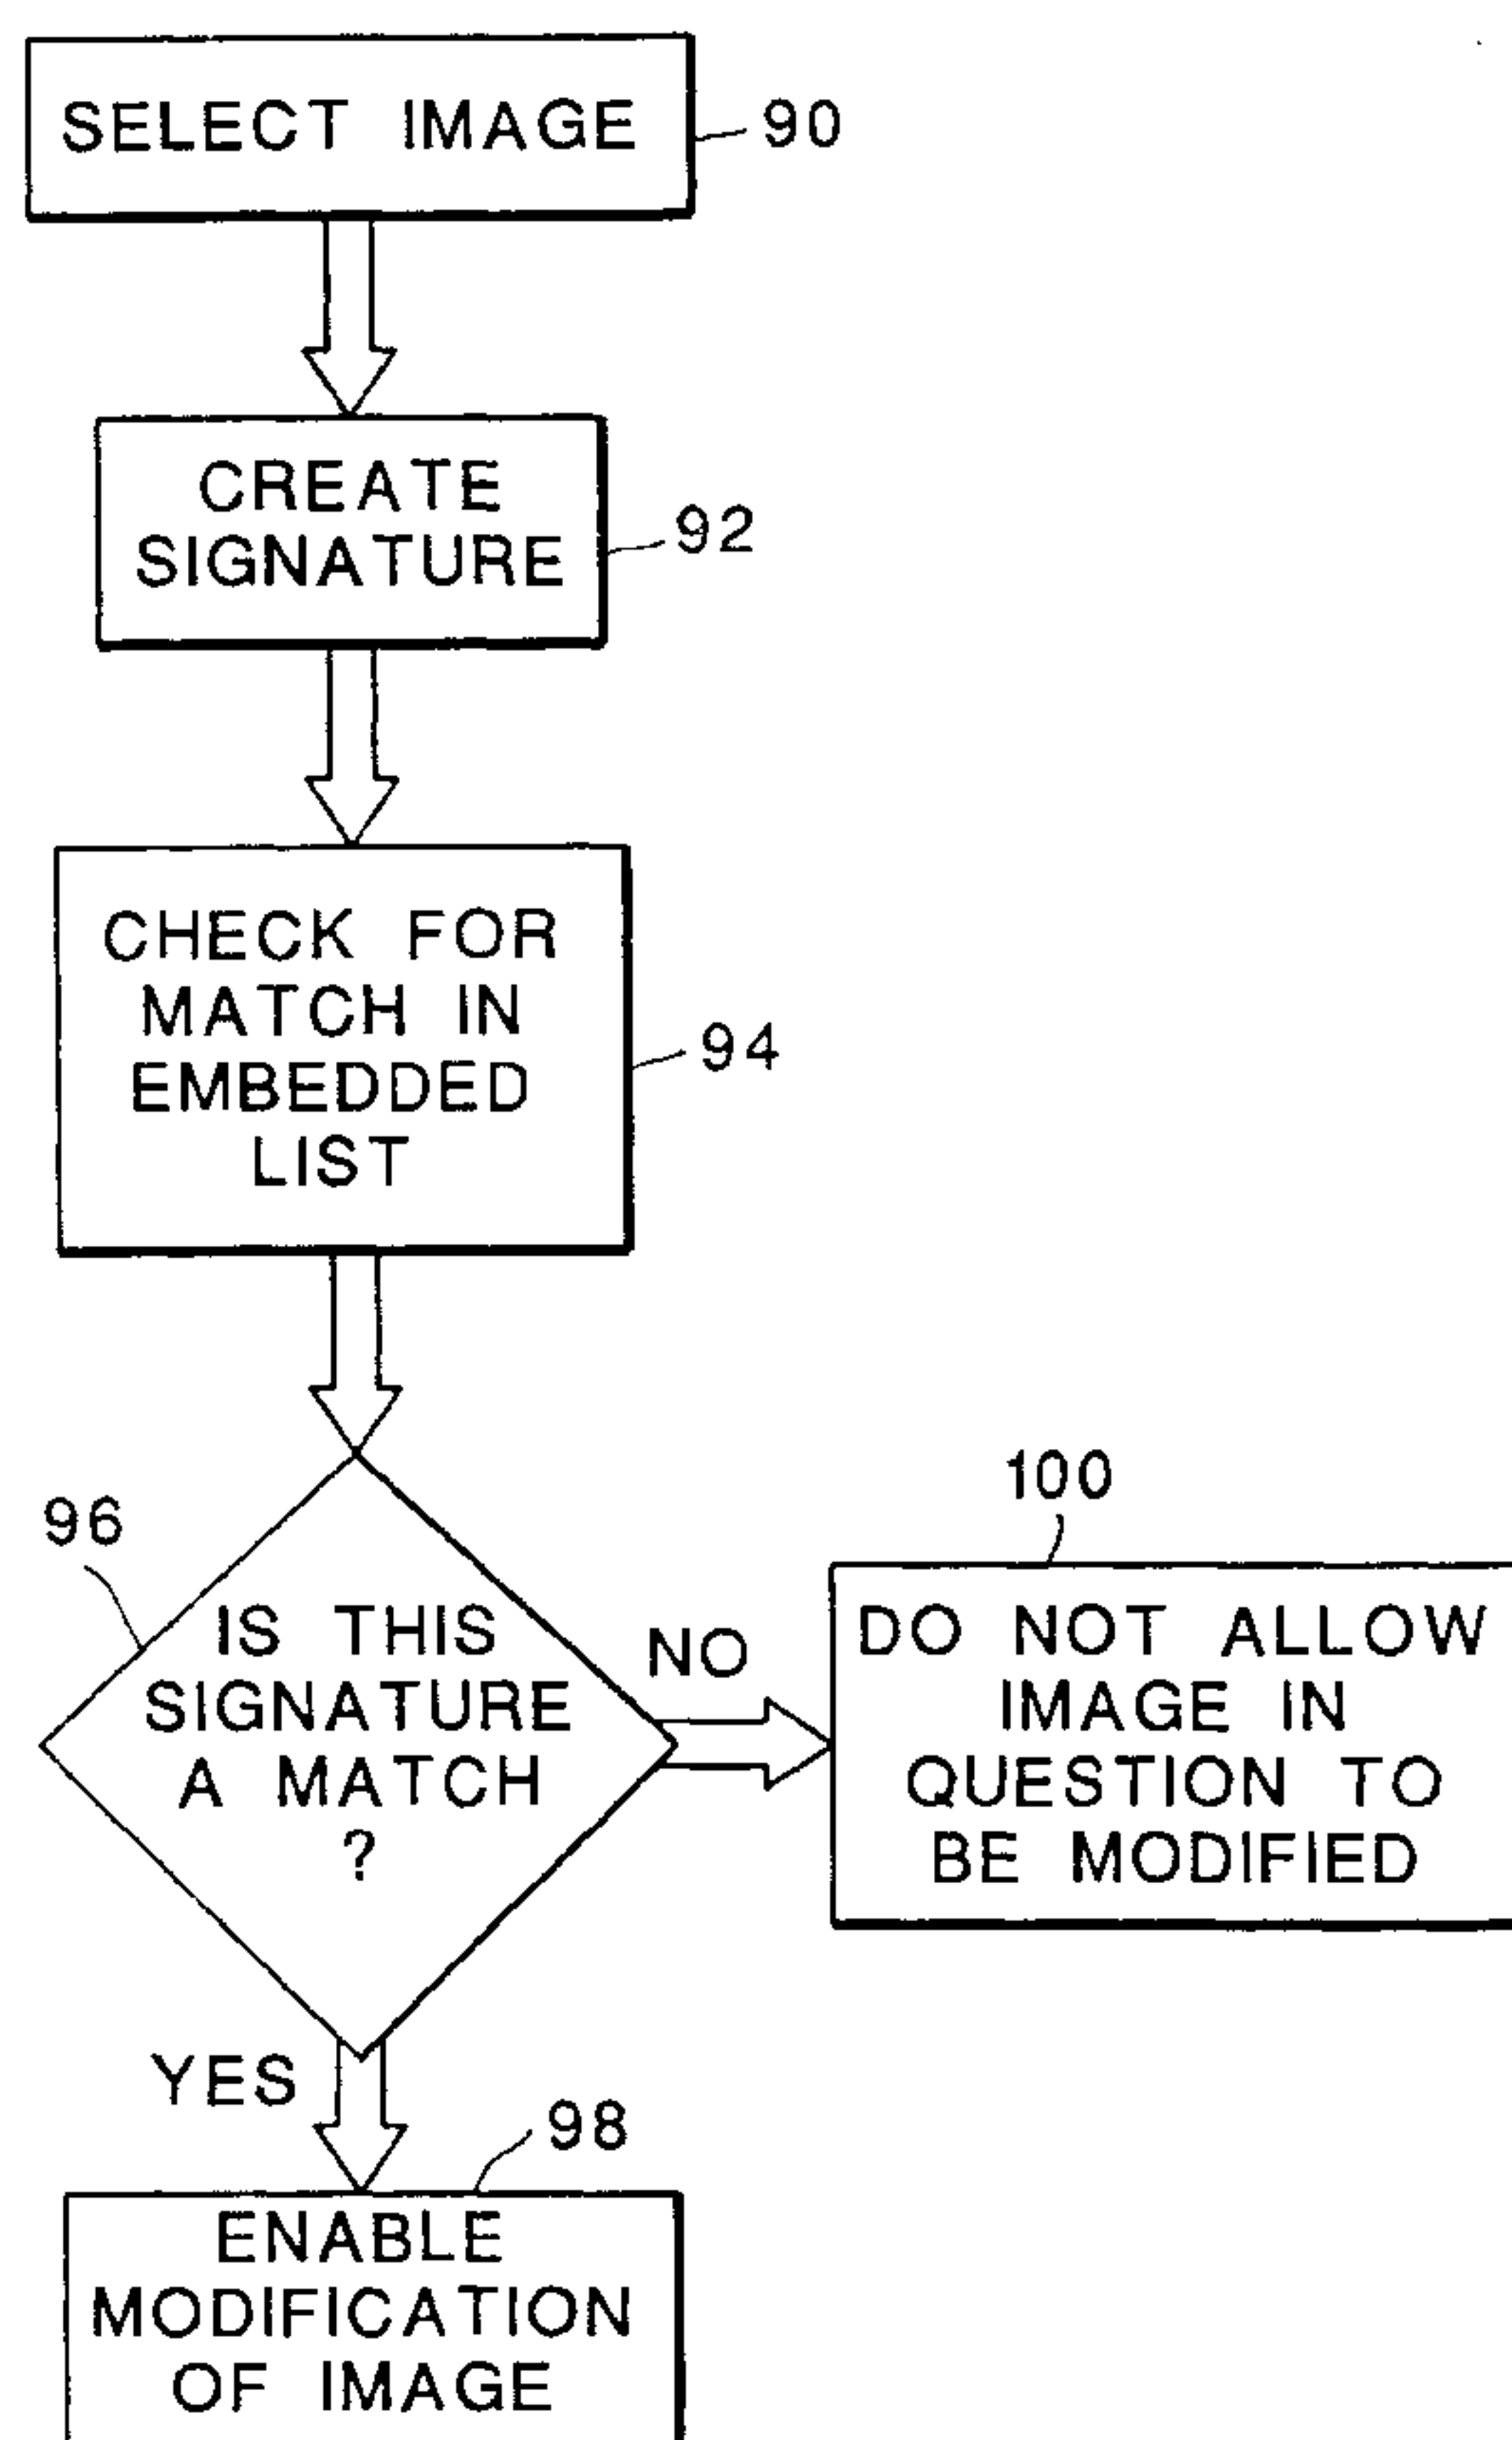 SELECT IMAGE
90
CREATE
SIGNATURE
92
CHECK FOR
MATCH IN
EMBEDDED
LIST
94
96
IS THIS
SIGNATURE
A MATCH
?
NO
100
DO NOT ALLOW
IMAGE IN
QUESTION TO
BE MODIFIED
YES
98
ENABLE
MODIFICATION
OF IMAGE